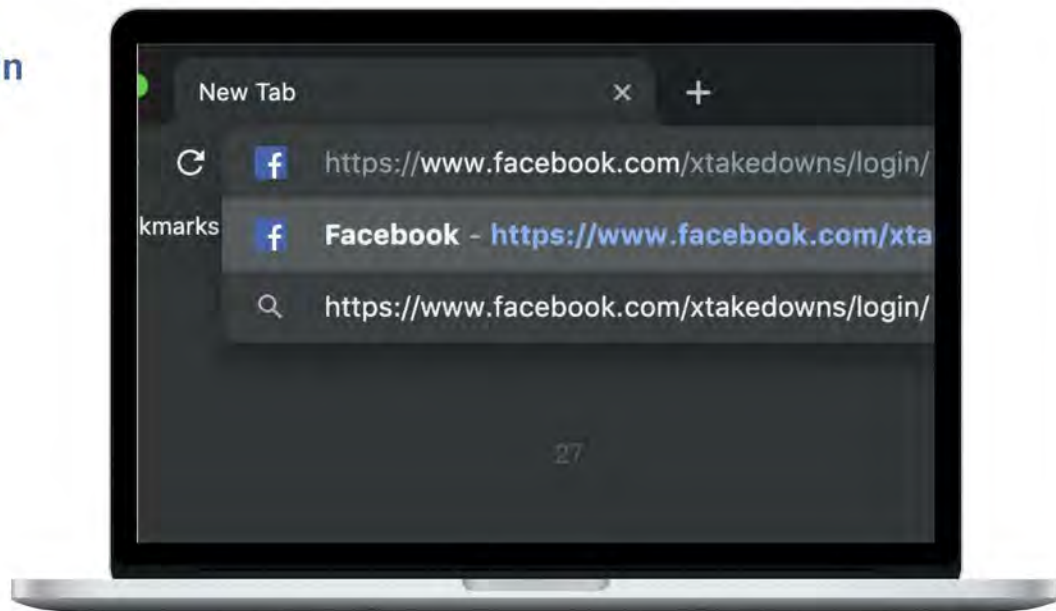 n
New Tab
https://www.facebook.com/xtakedowns/login/
kmarks
Facebook - https://www.facebook.com/xta
https://www.facebook.com/xtakedowns/login/
27